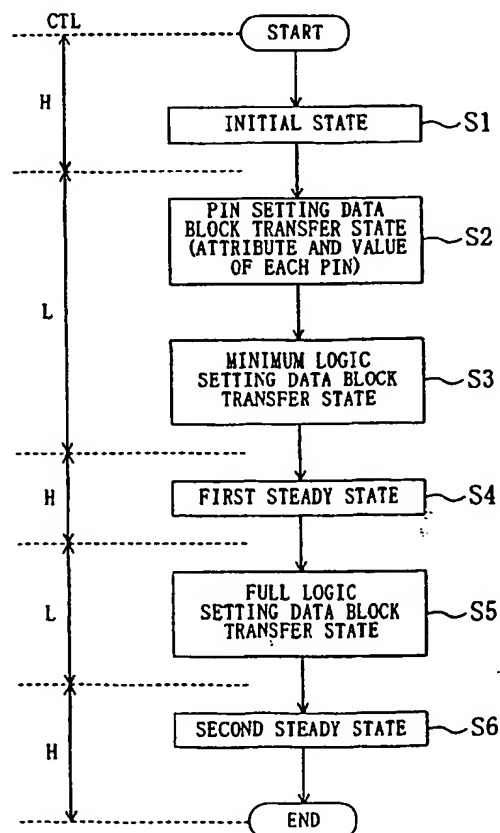 CTL
START
H
INITIAL STATE
S1
PIN SETTING DATA
BLOCK TRANSFER STATE
(ATTRIBUTE AND VALUE
OF EACH PIN)
S2
L
MINIMUM LOGIC
SETTING DATA BLOCK
TRANSFER STATE
S3
H
FIRST STEADY STATE
S4
L
FULL LOGIC
SETTING DATA BLOCK
TRANSFER STATE
S5
H
SECOND STEADY STATE
S6
END